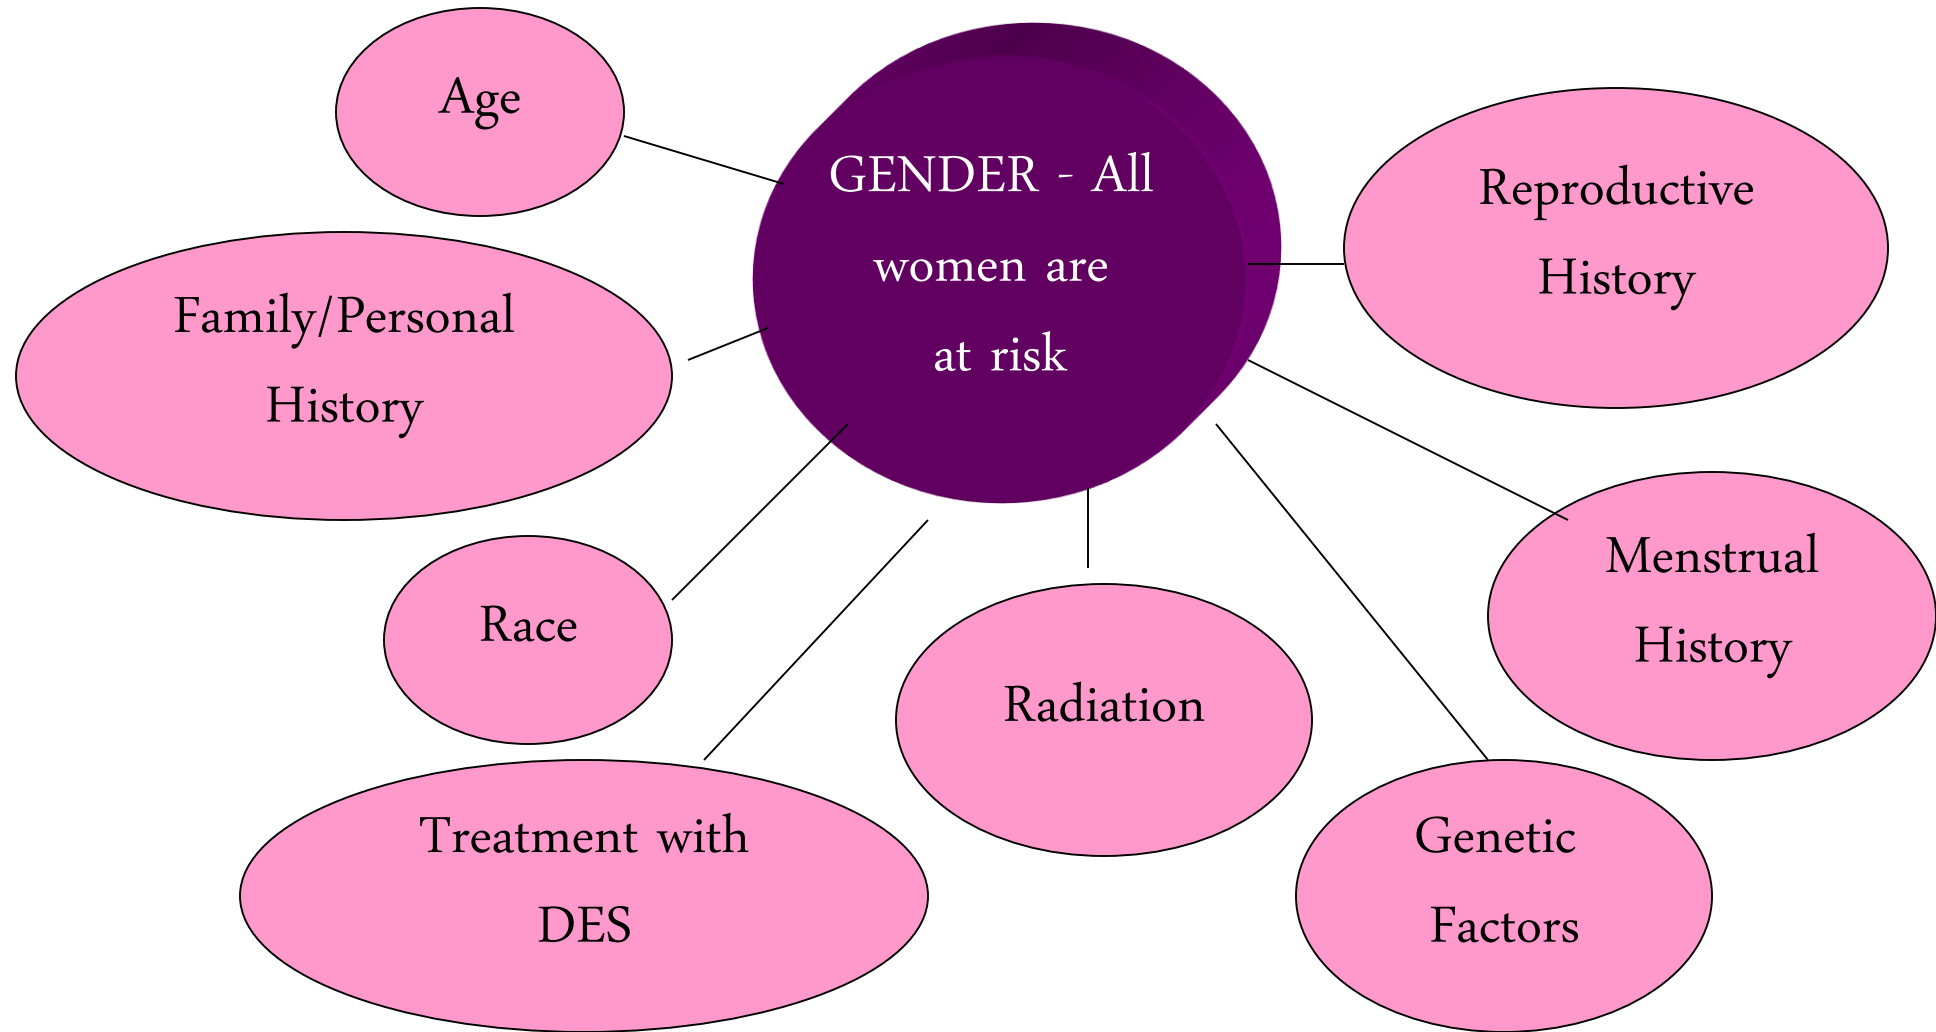 Age
GENDER - All
women are
at risk
Reproductive
History
Family/Personal
History
Menstrual
History
Race
Radiation
Treatment with
DES
Genetic
Factors